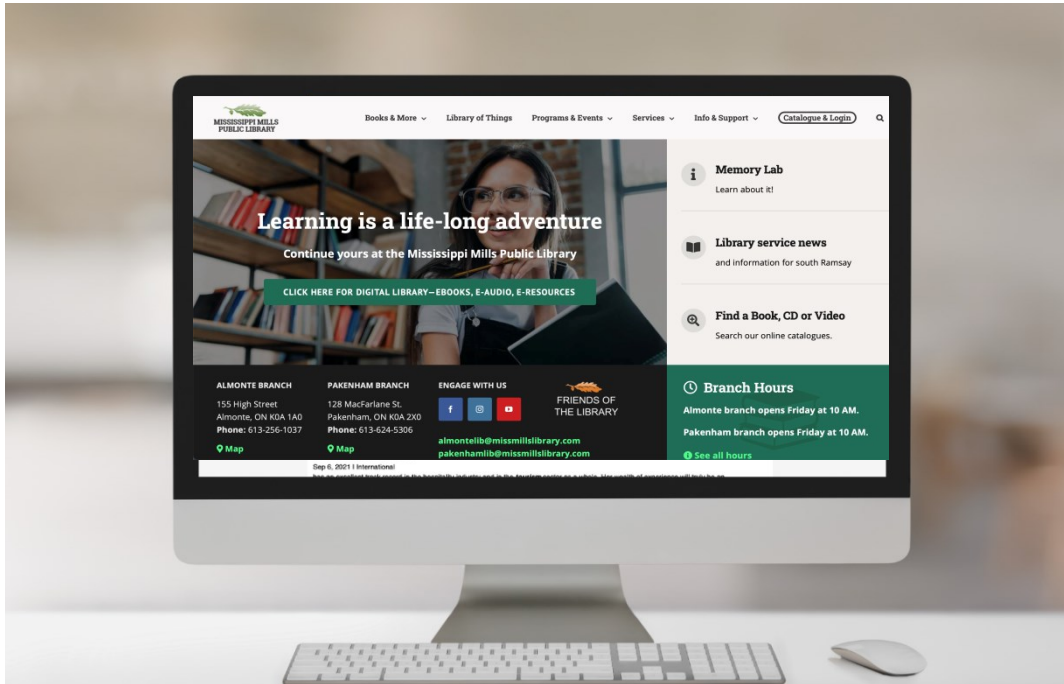 MISSISSIPPI MILLS
PUBLIC LIBRARY
Books & More
Library of Things
Programs & Events
Services
Info & Support
Catalogue & Login
Learning is a life-long adventure
Continue yours at the Mississippi Mills Public Library
CLICK HERE FOR DIGITAL LIBRARY—EBOOKS, E-AUDIO, E-RESOURCES
Memory Lab
Learn about it!
Library service news
and information for south Ramsay
Find a Book, CD or Video
Search our online catalogues.
ALMONTE BRANCH
155 High Street
Almonte, ON K0A 1A0
Phone: 613-256-1037
Map
PAKENHAM BRANCH
128 MacFarlane St.
Pakenham, ON K0A 2X0
Phone: 613-624-5306
Map
ENGAGE WITH US
almontelib@missmillslibrary.com
pakenhamlib@missmillslibrary.com
FRIENDS OF
THE LIBRARY
Branch Hours
Almonte branch opens Friday at 10 AM.
Pakenham branch opens Friday at 10 AM.
See all hours
Sep 6, 2021 | International